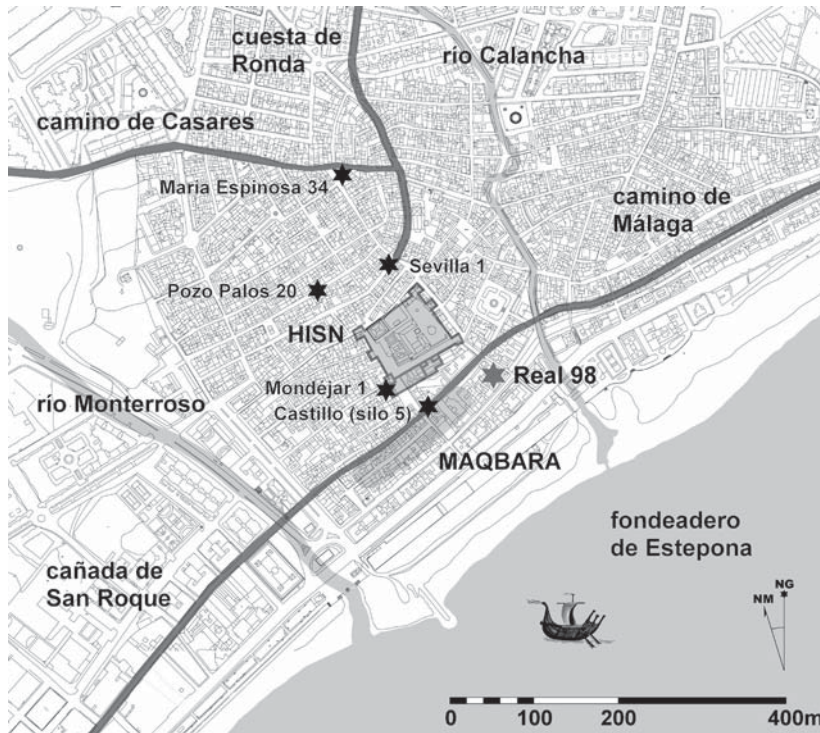 cuesta de
Ronda
río Calancha
camino de Casares
Maria Espinosa 34
camino de
Málaga
Sevilla 1
Pozo Palos 20
HISN
Real 98
Mondéjar 1
Castillo (silo 5)
río Monterroso
MAQBARA
fondeadero
de Estepona
cañada de
San Roque
NM
NG
0 100 200 400m